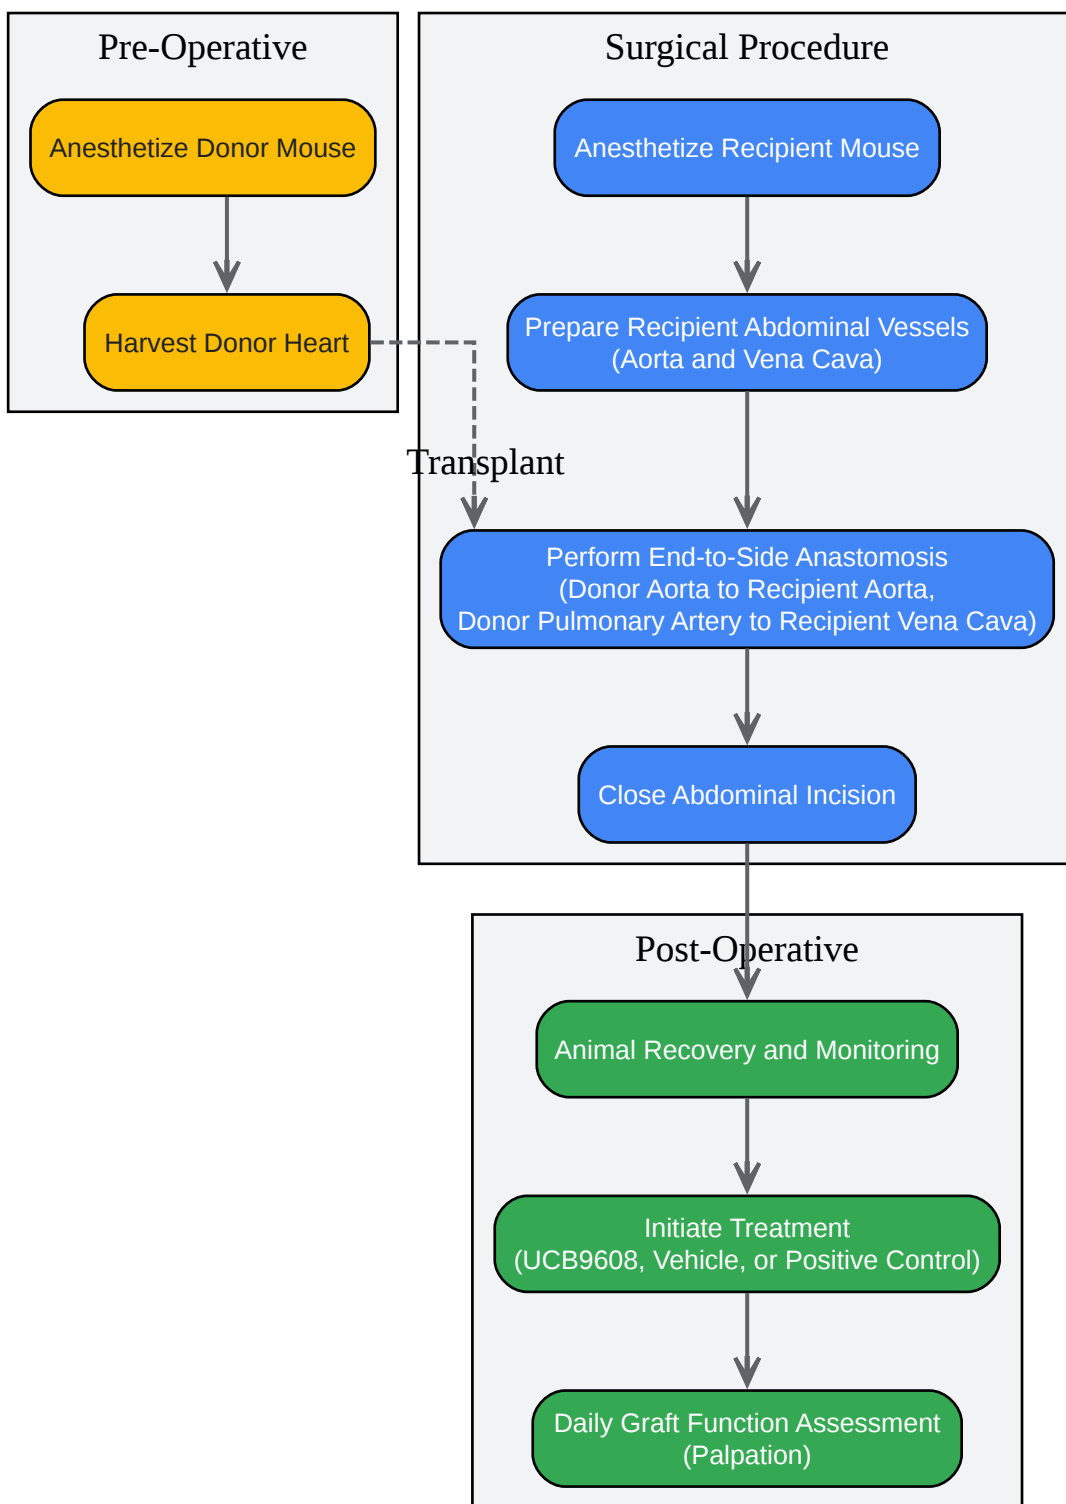 Pre-Operative
Anesthetize Donor Mouse
Harvest Donor Heart
Surgical Procedure
Anesthetize Recipient Mouse
Prepare Recipient Abdominal Vessels
(Aorta and Vena Cava)
Transplant
Perform End-to-Side Anastomosis
(Donor Aorta to Recipient Aorta,
Donor Pulmonary Artery to Recipient Vena Cava)
Close Abdominal Incision
Post-Operative
Animal Recovery and Monitoring
Initiate Treatment
(UCB9608, Vehicle, or Positive Control)
Daily Graft Function Assessment
(Palpation)